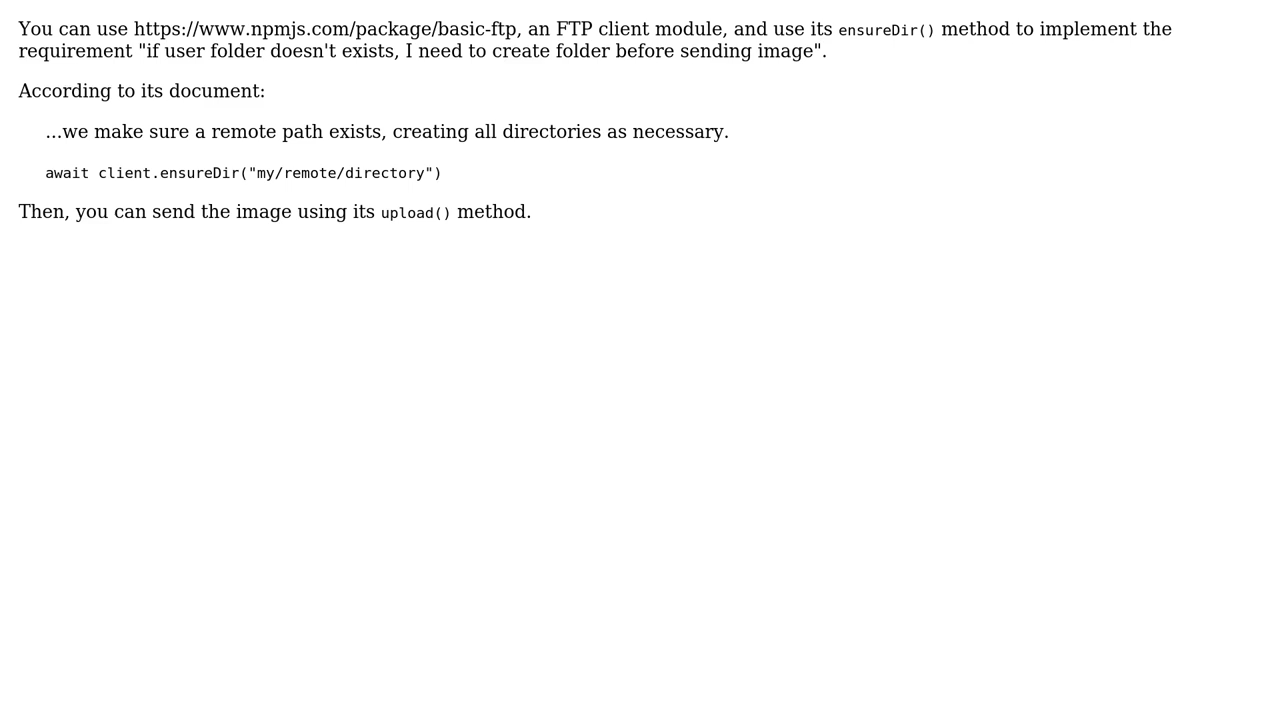 You can use https://www.npmjs.com/package/basic-ftp, an FTP client module, and use its ensureDir() method to implement the
requirement "if user folder doesn't exists, I need to create folder before sending image".
According to its document:
...we make sure a remote path exists, creating all directories as necessary.
await client.ensureDir("my/remote/directory")
Then, you can send the image using its upload() method.